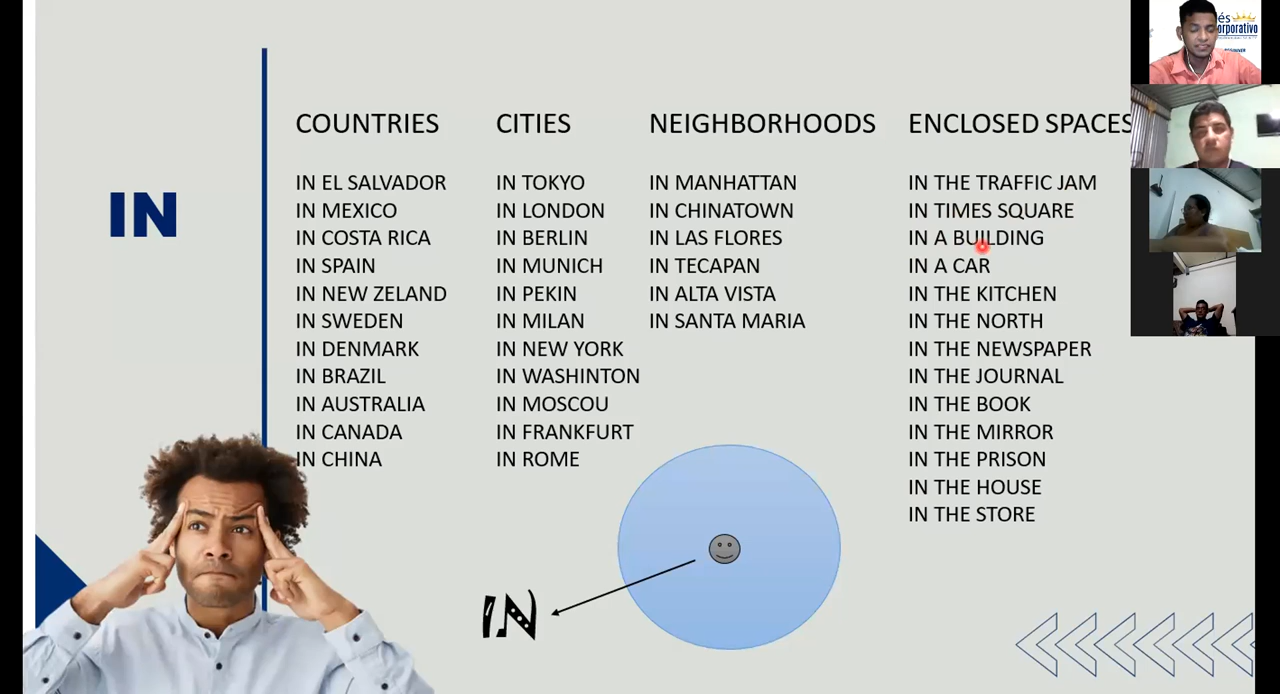 IN
COUNTRIES
IN EL SALVADOR
IN MEXICO
IN COSTA RICA
IN SPAIN
IN NEW ZELAND
IN SWEDEN
IN DENMARK
IN BRAZIL
IN AUSTRALIA
IN CANADA
IN CHINA
CITIES
IN TOKYO
IN LONDON
IN BERLIN
IN MUNICH
IN PEKIN
IN MILAN
IN NEW YORK
IN WASHINTON
IN MOSCOU
IN FRANKFURT
IN ROME
NEIGHBORHOODS
IN MANHATTAN
IN CHINATOWN
IN LAS FLORES
IN TECAPAN
IN ALTA VISTA
IN SANTA MARIA
ENCLOSED SPACES
IN THE TRAFFIC JAM
IN TIMES SQUARE
IN A BUILDING
IN A CAR
IN THE KITCHEN
IN THE NORTH
IN THE NEWSPAPER
IN THE JOURNAL
IN THE BOOK
IN THE MIRROR
IN THE PRISON
IN THE HOUSE
IN THE STORE
IN
és
orporativo